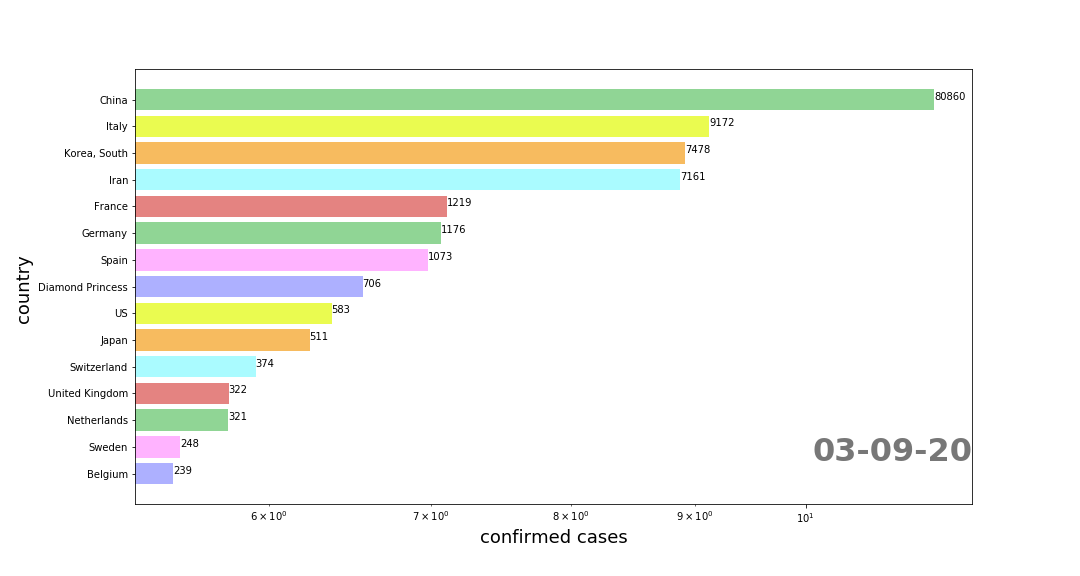 China 80860
Italy 9172
Korea, South 7478
Iran 7161
France 1219
Germany 1176
Spain 1073
Diamond Princess 706
US 583
Japan 511
Switzerland 374
United Kingdom 322
Netherlands 321
Sweden 248
Belgium 239
country
03-09-20
6 × 10⁰ 7 × 10⁰ 8 × 10⁰ 9 × 10⁰ 10¹
confirmed cases